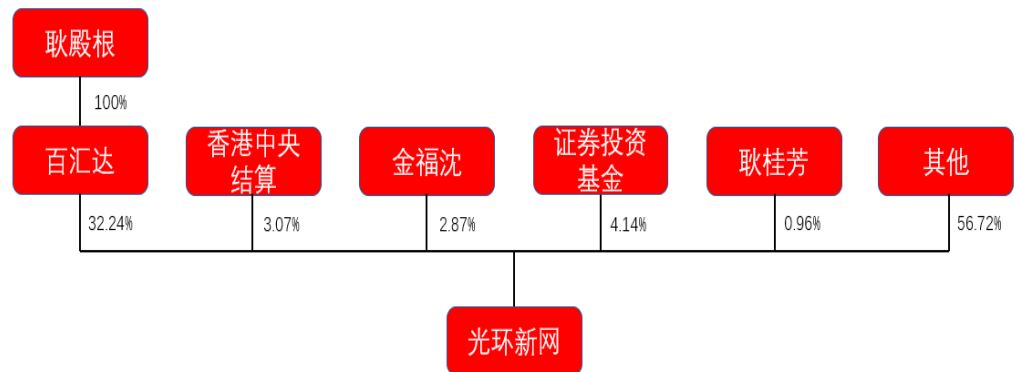 耿殿根
100%
百汇达
香港中央
结算
金福沈
证券投资
基金
耿桂芳
其他
32.24%
3.07%
2.87%
4.14%
0.96%
56.72%
光环新网